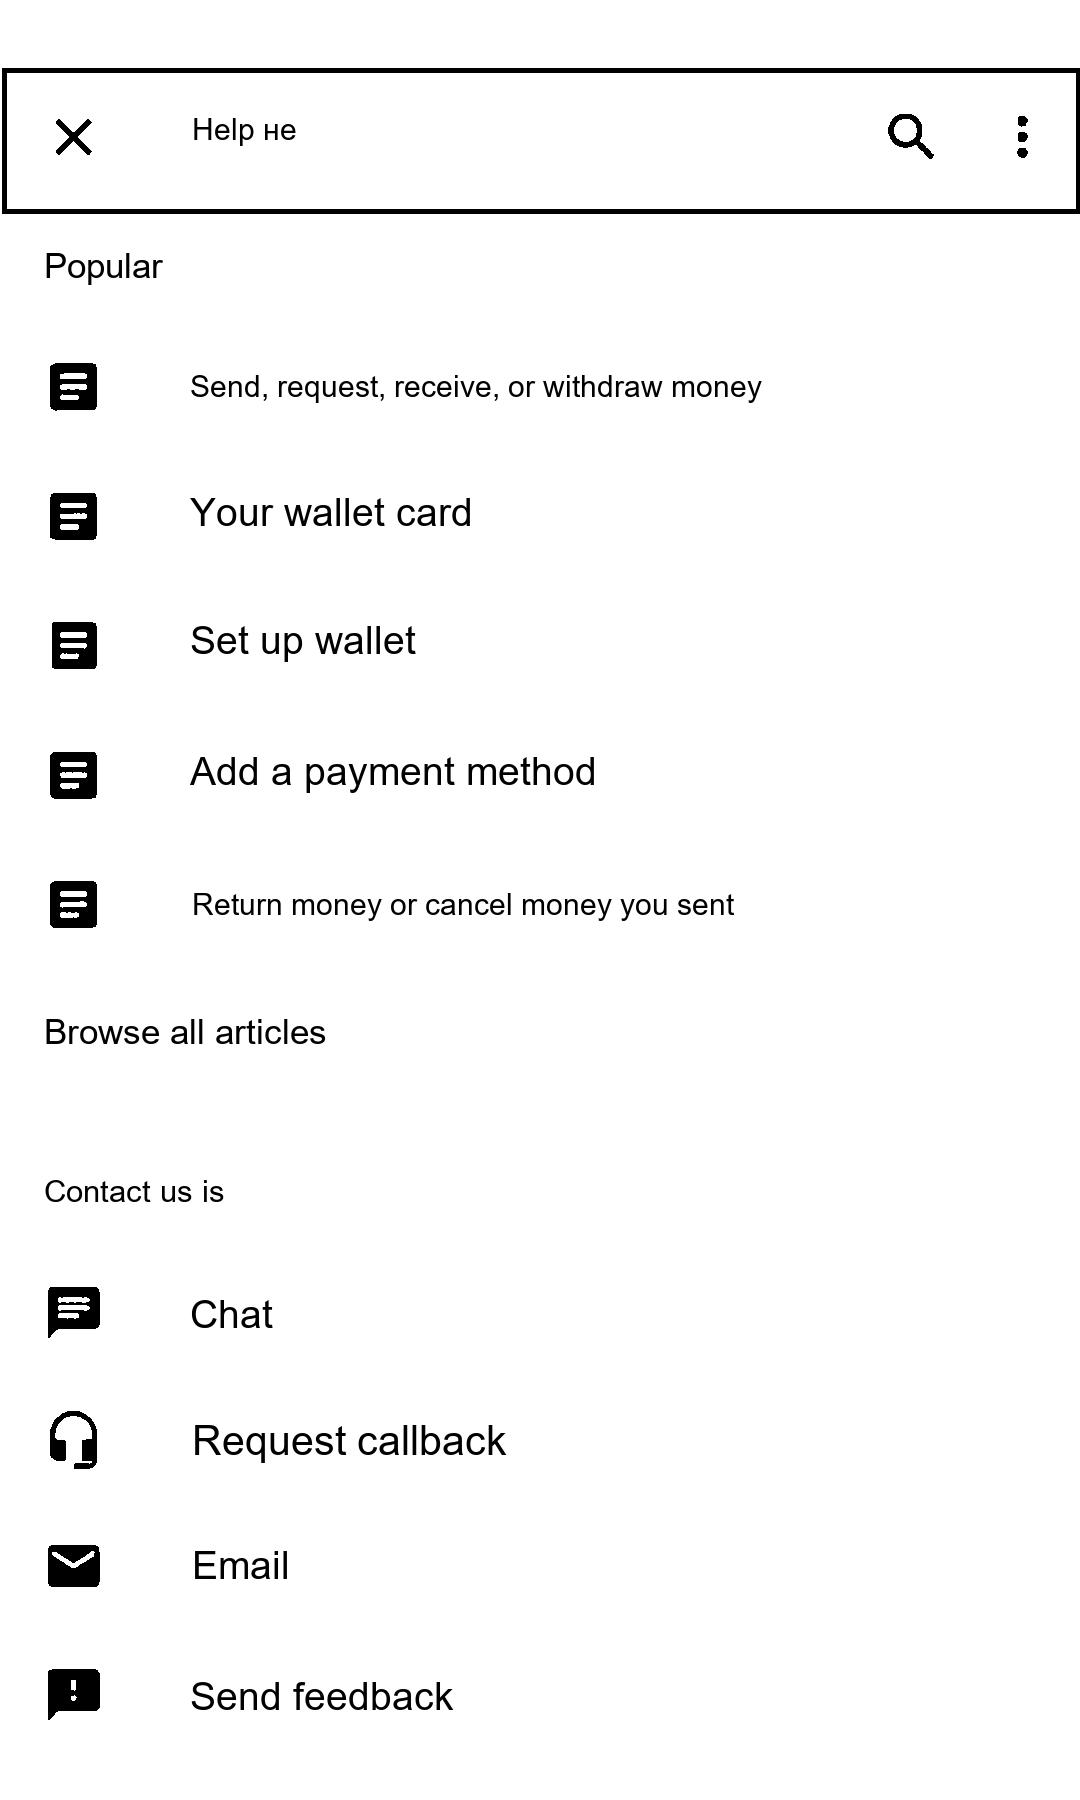 Help не
Popular
Send, request, receive, or withdraw money
Your wallet card
Set up wallet
Add a payment method
Return money or cancel money you sent
Browse all articles
Contact us is
Chat
Request callback
Email
Send feedback